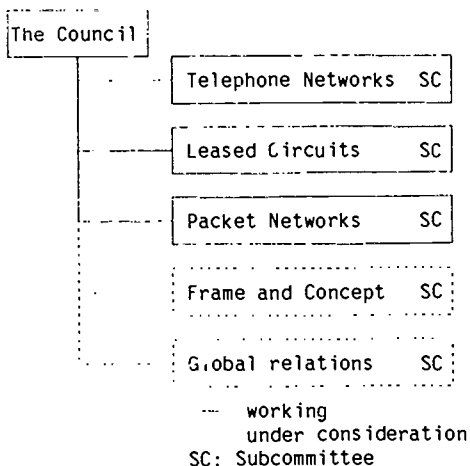 The Council
Telephone Networks SC
Leased Circuits SC
Packet Networks SC
Frame and Concept SC
Global relations SC
working
under consideration
SC: Subcommittee